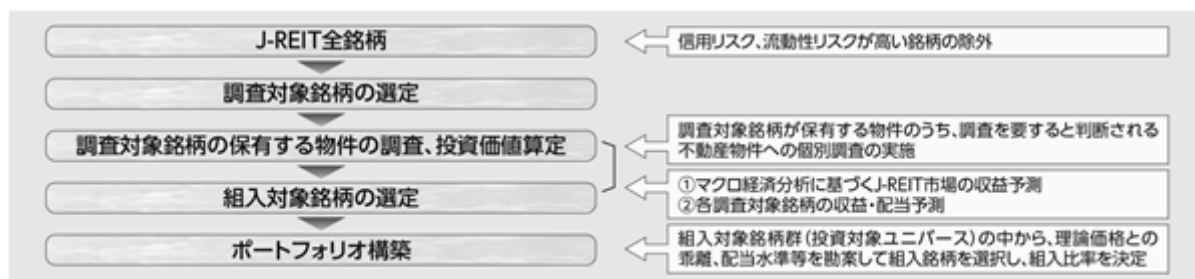 J-REIT全銘柄
信用リスク、流動性リスクが高い銘柄の除外
調査対象銘柄の選定
調査対象銘柄の保有する物件の調査、投資価値算定
調査対象銘柄が保有する物件のうち、調査を要すると判断される
不動産物件への個別調査の実施
組入対象銘柄の選定
①マクロ経済分析に基づくJ-REIT市場の収益予測
②各調査対象銘柄の収益・配当予測
ポートフォリオ構築
組入対象銘柄群(投資対象ユニバース)の中から、理論価格との
乖離、配当水準等を勘案して組入銘柄を選択し、組入比率を決定